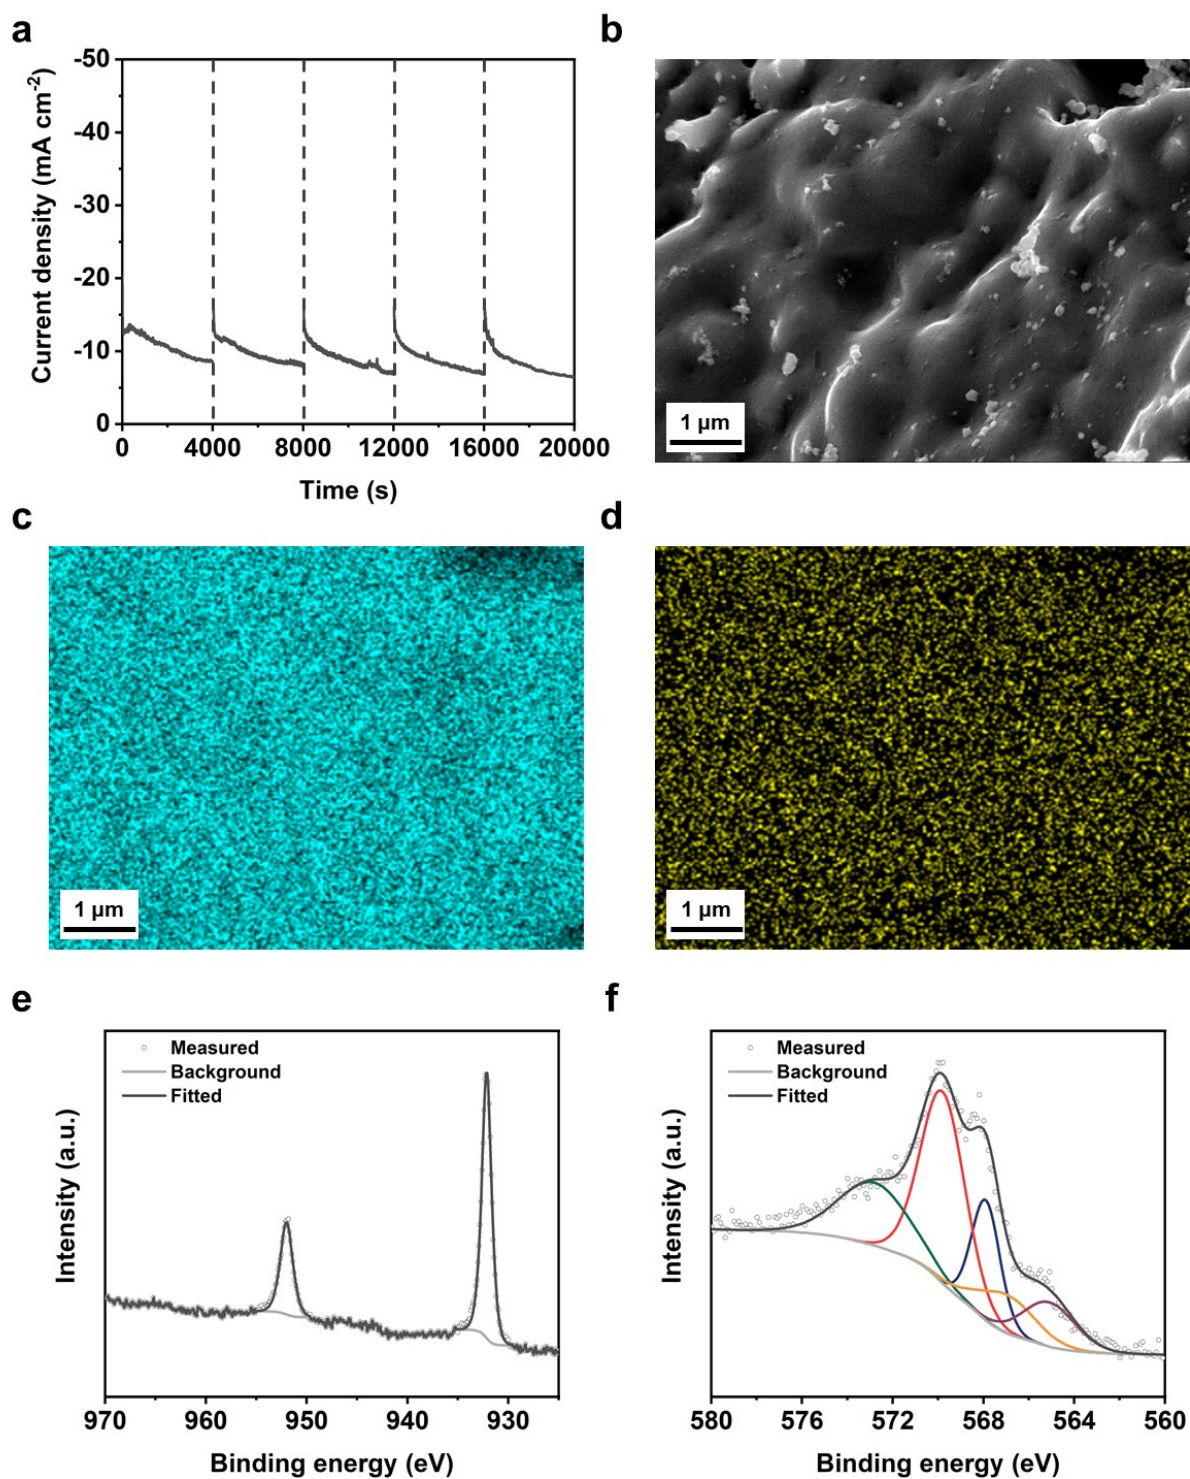 a
-50
-40
-30
-20
-10
0
Current density (mA cm-2)
0 4000 8000 12000 16000 20000
Time (s)
b
1 µm
c
1 µm
d
1 µm
e
Measured
Background
Fitted
Intensity (a.u.)
970 960 950 940 930
Binding energy (eV)
f
Measured
Background
Fitted
Intensity (a.u.)
580 576 572 568 564 560
Binding energy (eV)